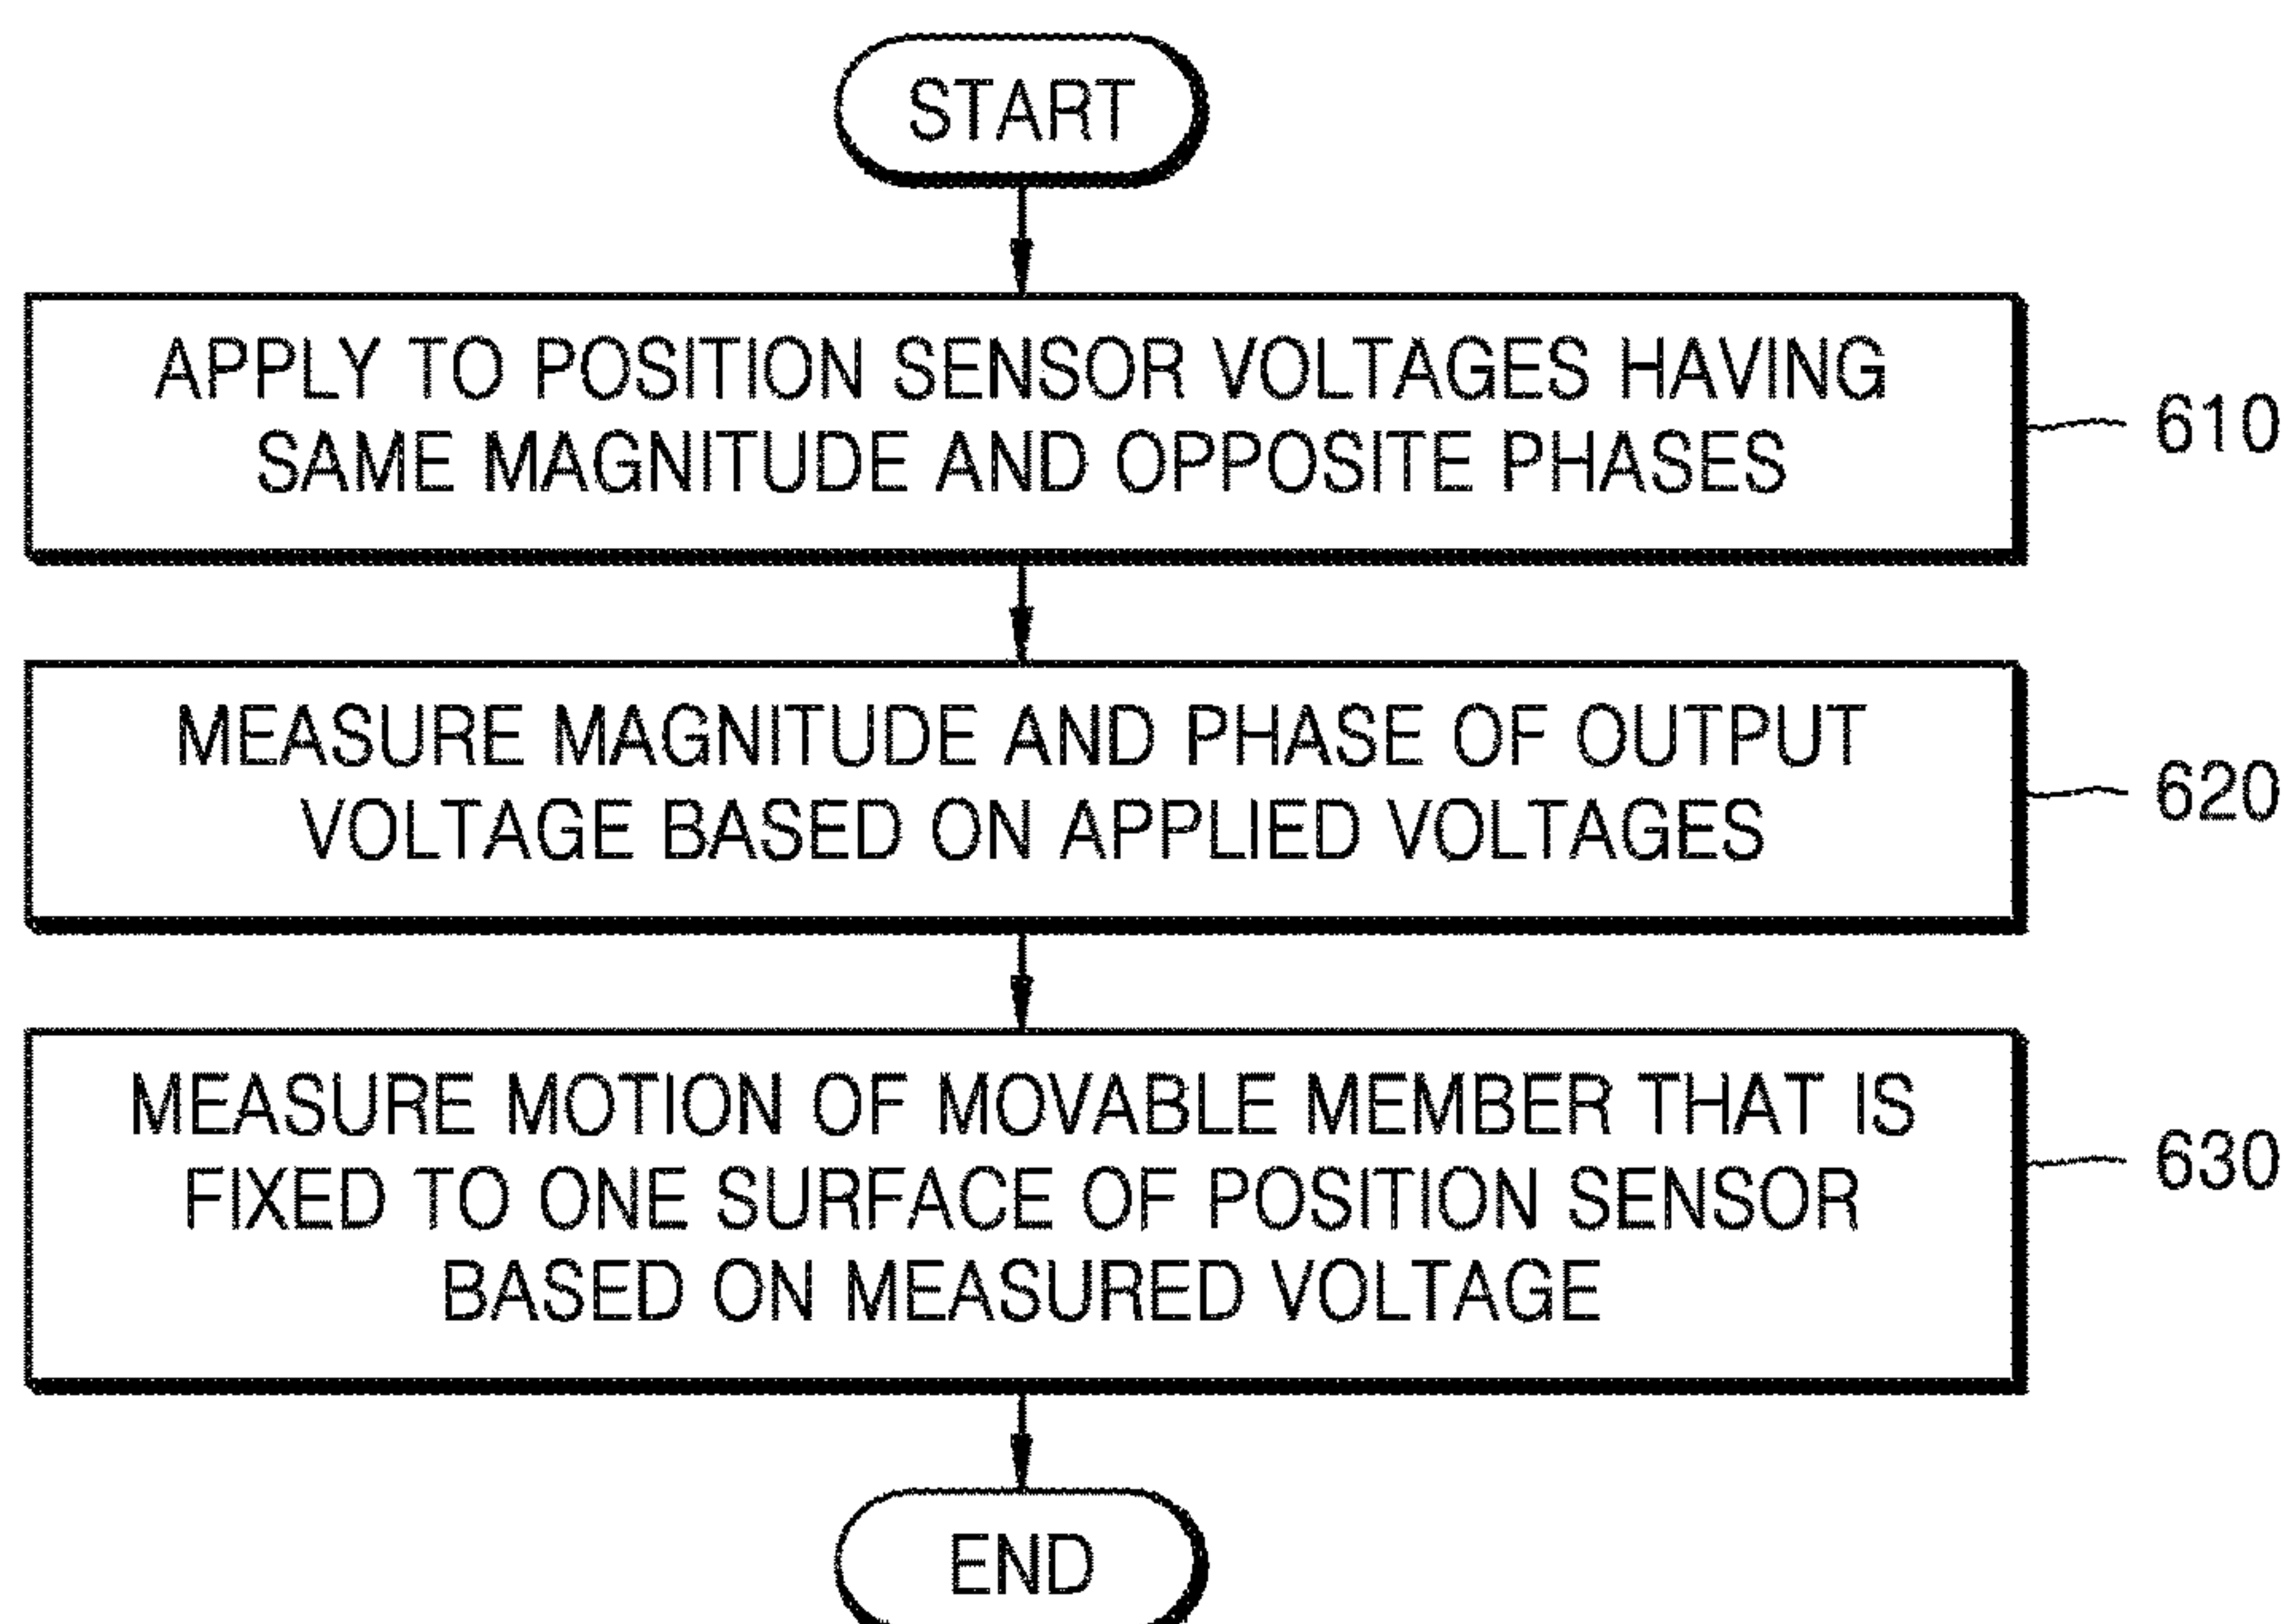 START
APPLY TO POSITION SENSOR VOLTAGES HAVING
SAME MAGNITUDE AND OPPOSITE PHASES
610
MEASURE MAGNITUDE AND PHASE OF OUTPUT
VOLTAGE BASED ON APPLIED VOLTAGES
620
MEASURE MOTION OF MOVABLE MEMBER THAT IS
FIXED TO ONE SURFACE OF POSITION SENSOR
BASED ON MEASURED VOLTAGE
630
END